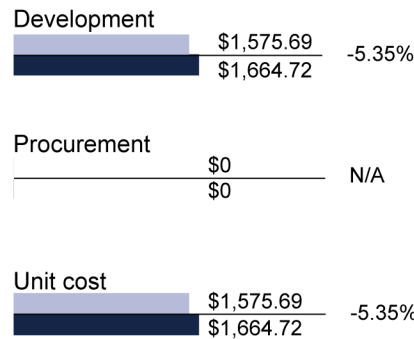 Development
$1,575.69
-5.35%
$1,664.72
Procurement
$0
N/A
$0
Unit cost
$1,575.69
-5.35%
$1,664.72